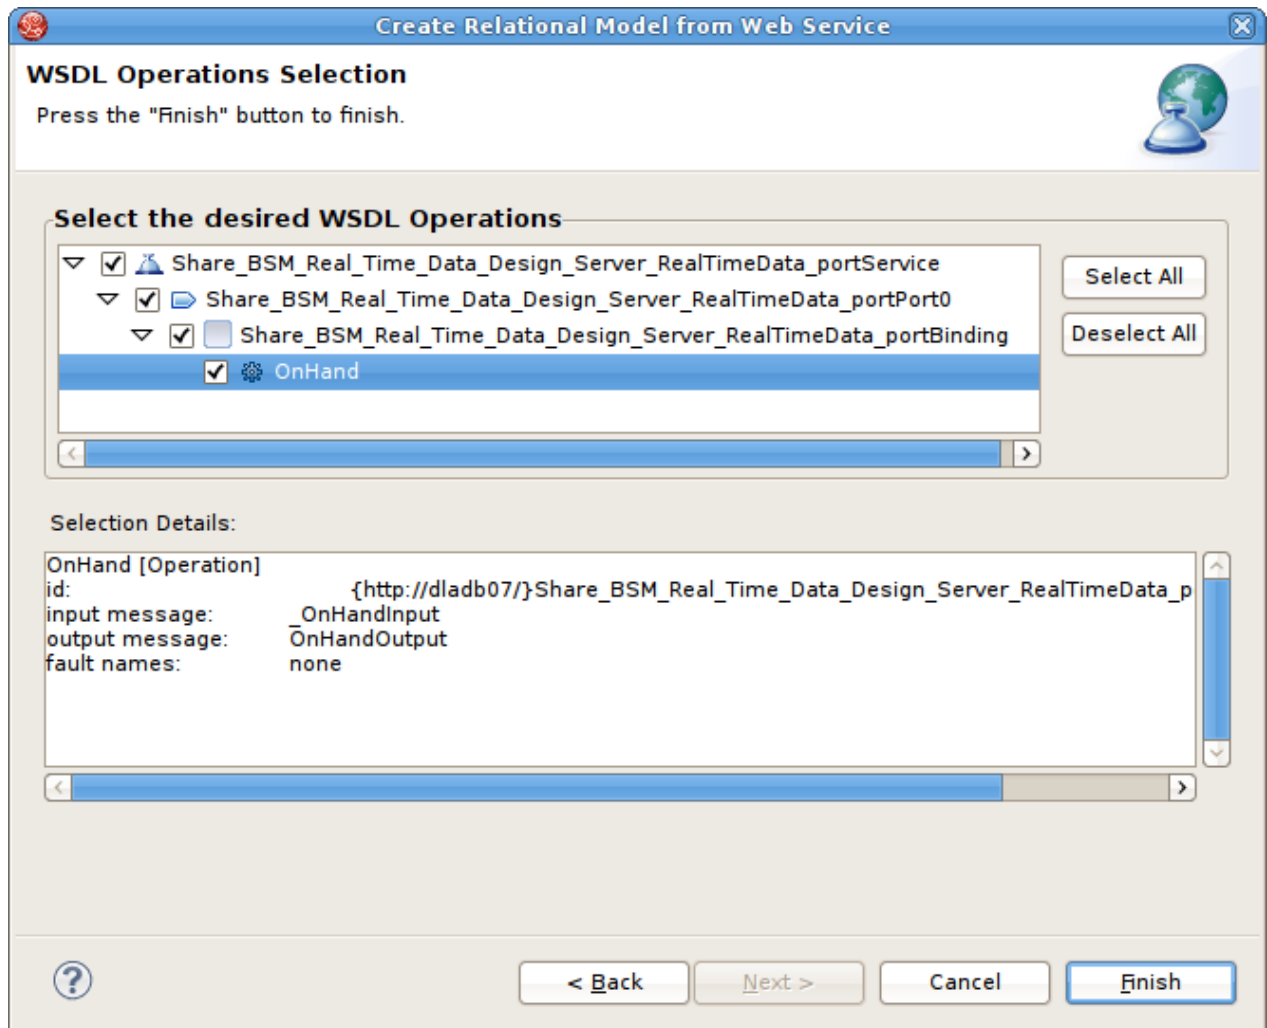 Create Relational Model from Web Service
WSDL Operations Selection
Press the "Finish" button to finish.
Select the desired WSDL Operations
Share_BSM_Real_Time_Data_Design_Server_RealTimeData_portService
Share_BSM_Real_Time_Data_Design_Server_RealTimeData_portPort0
Share_BSM_Real_Time_Data_Design_Server_RealTimeData_portBinding
OnHand
Select All
Deselect All
Selection Details:
OnHand [Operation]
id: {http://dladb07/}Share_BSM_Real_Time_Data_Design_Server_RealTimeData_p
input message: _OnHandInput
output message: OnHandOutput
fault names: none
< Back Next > Cancel Finish